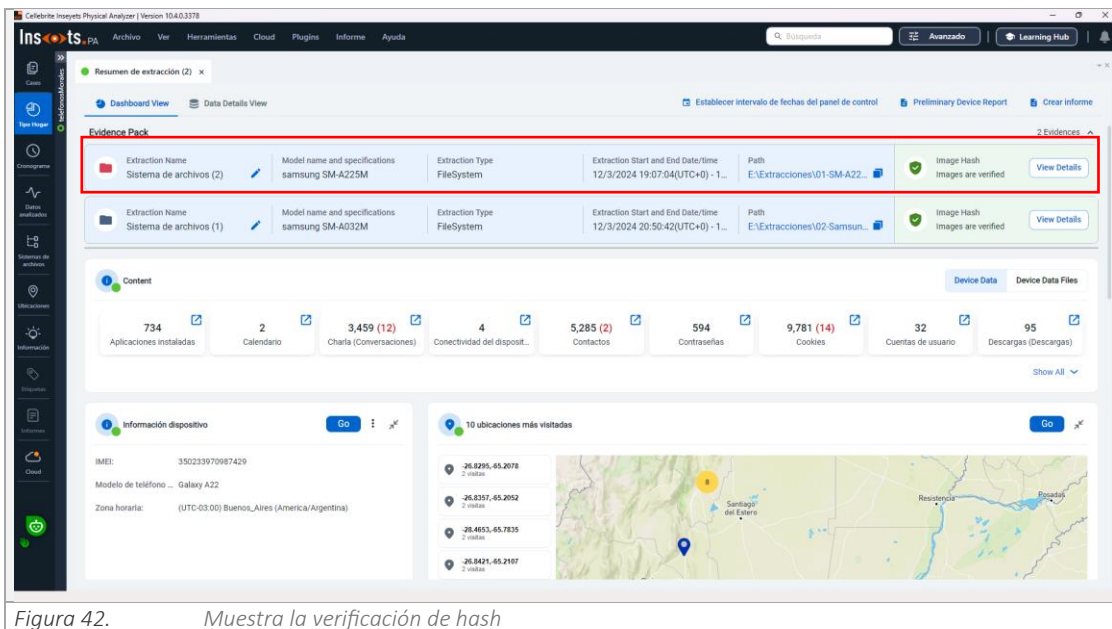 Cellebrite Inseyets Physical Analyzer | Version 10.4.0.3378
Ins TS.PA Archivo Ver Herramientas Cloud Plugins Informe Ayuda Búsqueda Avanzado Learning Hub
Cases
Tipo Hogar
Cronograma
Datos analizados
Sistemas de archivos
Ubicaciones
Información
Etiquetas
Informes
Cloud
telefonosMorales
Resumen de extracción (2) x
Dashboard View Data Details View Establecer intervalo de fechas del panel de control Preliminary Device Report Crear informe
Evidence Pack 2 Evidences
Extraction Name Model name and specifications Extraction Type Extraction Start and End Date/time Path Image Hash
Sistema de archivos (2) samsung SM-A225M FileSystem 12/3/2024 19:07:04(UTC+0) - 1... E:\Extracciones\01-SM-A22... Images are verified View Details
Extraction Name Model name and specifications Extraction Type Extraction Start and End Date/time Path Image Hash
Sistema de archivos (1) samsung SM-A032M FileSystem 12/3/2024 20:50:42(UTC+0) - 1... E:\Extracciones\02-Samsun... Images are verified View Details
Content Device Data Device Data Files
734 2 3,459 (12) 4 5,285 (2) 594 9,781 (14) 32 95
Aplicaciones instaladas Calendario Charla (Conversaciones) Conectividad del disposit... Contactos Contraseñas Cookies Cuentas de usuario Descargas (Descargas)
Show All
Información dispositivo Go 10 ubicaciones más visitadas Go
IMEI: 350233970987429
Modelo de teléfono ... Galaxy A22
Zona horaria: (UTC-03:00) Buenos_Aires (America/Argentina)
-26.8295,-65.2078
2 visitas
-26.8357,-65.2052
2 visitas
-28.4653,-65.7835
2 visitas
-26.8421,-65.2107
2 visitas
8
Santiago del Estero
Resistencia
Posadas
Figura 42. Muestra la verificación de hash